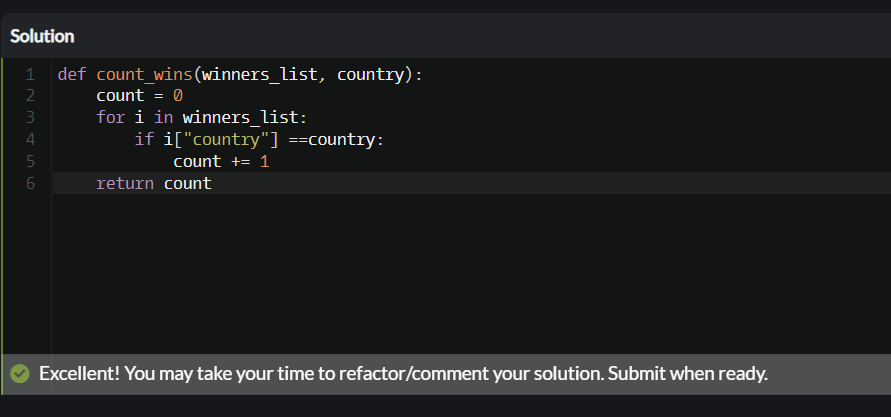 Solution
1 def count_wins(winners_list, country):
2     count = 0
3     for i in winners_list:
4         if i["country"] ==country:
5             count += 1
6     return count
Excellent! You may take your time to refactor/comment your solution. Submit when ready.